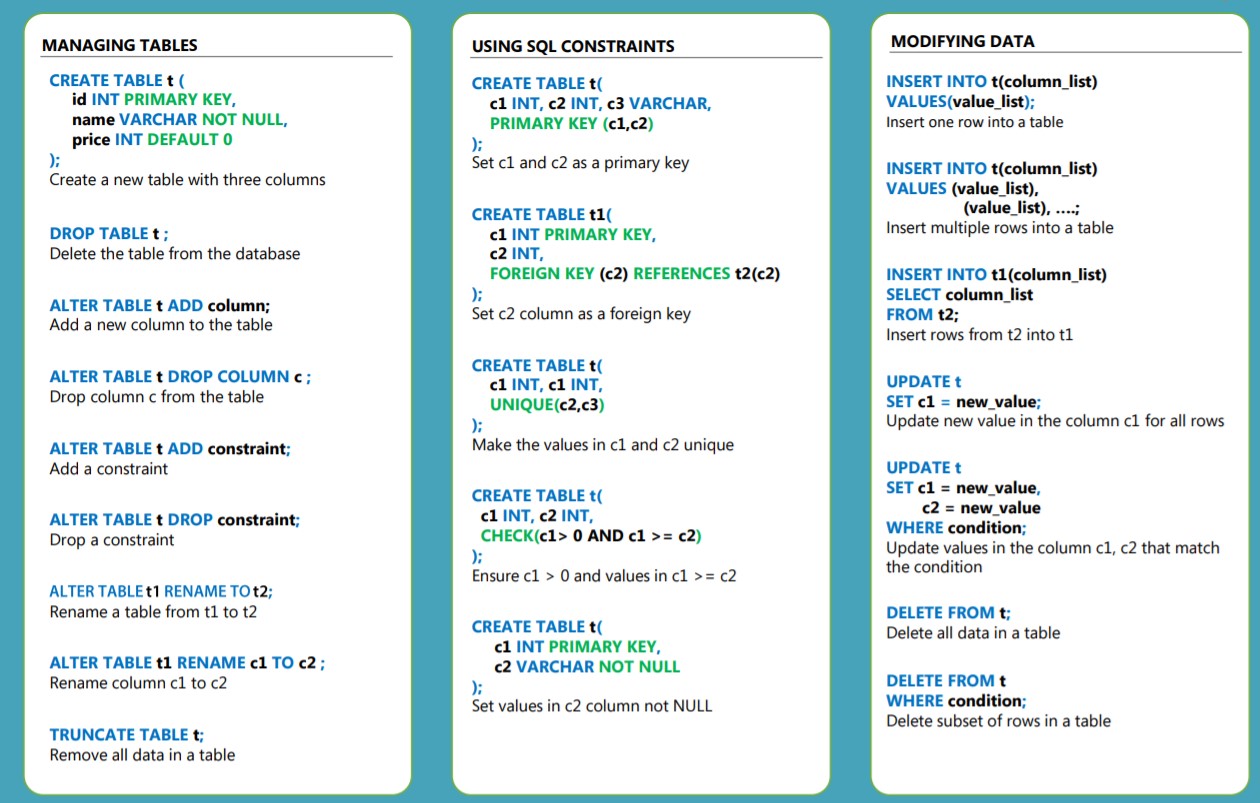 MANAGING TABLES
CREATE TABLE t (
id INT PRIMARY KEY,
name VARCHAR NOT NULL,
price INT DEFAULT 0
);
Create a new table with three columns
DROP TABLE t ;
Delete the table from the database
ALTER TABLE t ADD column;
Add a new column to the table
ALTER TABLE t DROP COLUMN c ;
Drop column c from the table
ALTER TABLE t ADD constraint;
Add a constraint
ALTER TABLE t DROP constraint;
Drop a constraint
ALTER TABLE t1 RENAME TO t2;
Rename a table from t1 to t2
ALTER TABLE t1 RENAME c1 TO c2 ;
Rename column c1 to c2
TRUNCATE TABLE t;
Remove all data in a table
USING SQL CONSTRAINTS
CREATE TABLE t(
c1 INT, c2 INT, c3 VARCHAR,
PRIMARY KEY (c1,c2)
);
Set c1 and c2 as a primary key
CREATE TABLE t1(
c1 INT PRIMARY KEY,
c2 INT,
FOREIGN KEY (c2) REFERENCES t2(c2)
);
Set c2 column as a foreign key
CREATE TABLE t(
c1 INT, c1 INT,
UNIQUE(c2,c3)
);
Make the values in c1 and c2 unique
CREATE TABLE t(
c1 INT, c2 INT,
CHECK(c1> 0 AND c1 >= c2)
);
Ensure c1 > 0 and values in c1 >= c2
CREATE TABLE t(
c1 INT PRIMARY KEY,
c2 VARCHAR NOT NULL
);
Set values in c2 column not NULL
MODIFYING DATA
INSERT INTO t(column_list)
VALUES(value_list);
Insert one row into a table
INSERT INTO t(column_list)
VALUES (value_list),
(value_list), ....;
Insert multiple rows into a table
INSERT INTO t1(column_list)
SELECT column_list
FROM t2;
Insert rows from t2 into t1
UPDATE t
SET c1 = new_value;
Update new value in the column c1 for all rows
UPDATE t
SET c1 = new_value,
c2 = new_value
WHERE condition;
Update values in the column c1, c2 that match
the condition
DELETE FROM t;
Delete all data in a table
DELETE FROM t
WHERE condition;
Delete subset of rows in a table